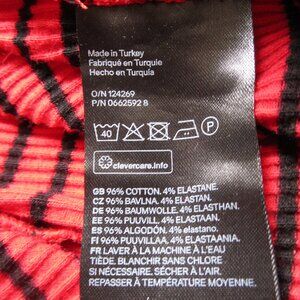 Made in Turkey
Fabriqué en Turquie
Hecho en Turquía
O/N 124269
P/N 0662592 8
40
P
clevercare.info
GB 96% COTTON. 4% ELASTANE.
CZ 96% BAVLNA. 4% ELASTAN.
DE 96% BAUMWOLLE. 4% ELASTHAN.
EE 96% PUUVILL. 4% ELASTAAN.
ES 96% ALGODÓN. 4% elastano.
FI 96% PUUVILLAA. 4% ELASTAANIA.
FR LAVER À LA MACHINE À L'EAU
TIÈDE. BLANCHIR SANS CHLORE
SI NÉCESSAIRE. SÉCHER À L'AIR.
REPASSER À TEMPÉRATURE MOYENNE.